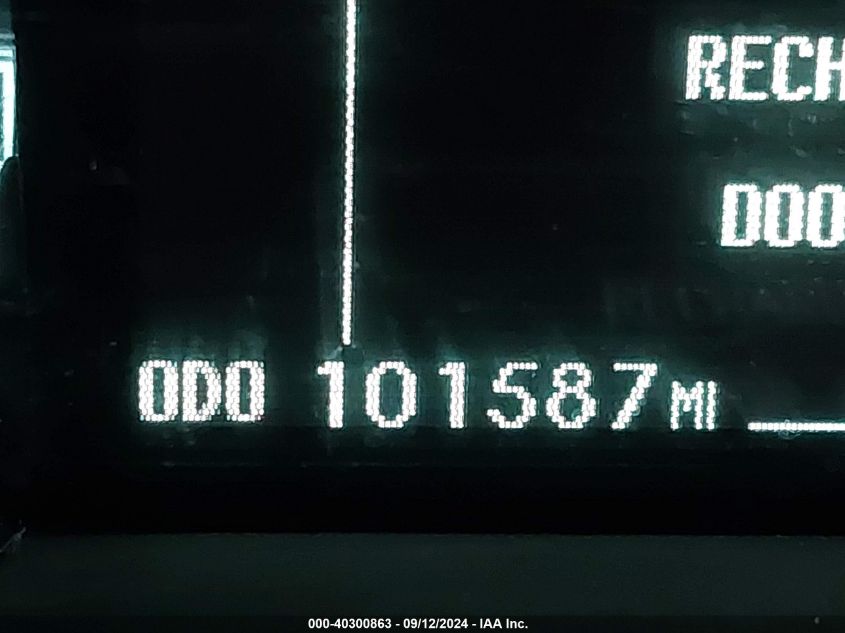 RECH
DOO
ODO 101587 MI
000-40300863 - 09/12/2024 - IAA Inc.